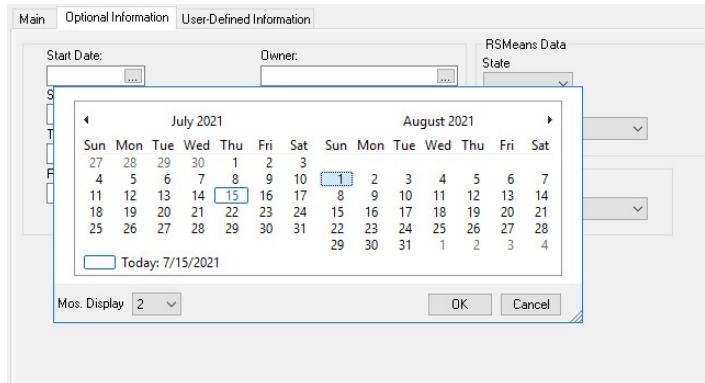 Main Optional Information User-Defined Information
RSMeans Data
Start Date: Owner: State
... ...
S
T
F
July 2021 August 2021
Sun Mon Tue Wed Thu Fri Sat Sun Mon Tue Wed Thu Fri Sat
27 28 29 30 1 2 3
4 5 6 7 8 9 10 1 2 3 4 5 6 7
11 12 13 14 15 16 17 8 9 10 11 12 13 14
18 19 20 21 22 23 24 15 16 17 18 19 20 21
25 26 27 28 29 30 31 22 23 24 25 26 27 28
29 30 31 1 2 3 4
Today: 7/15/2021
Mos. Display 2 OK Cancel